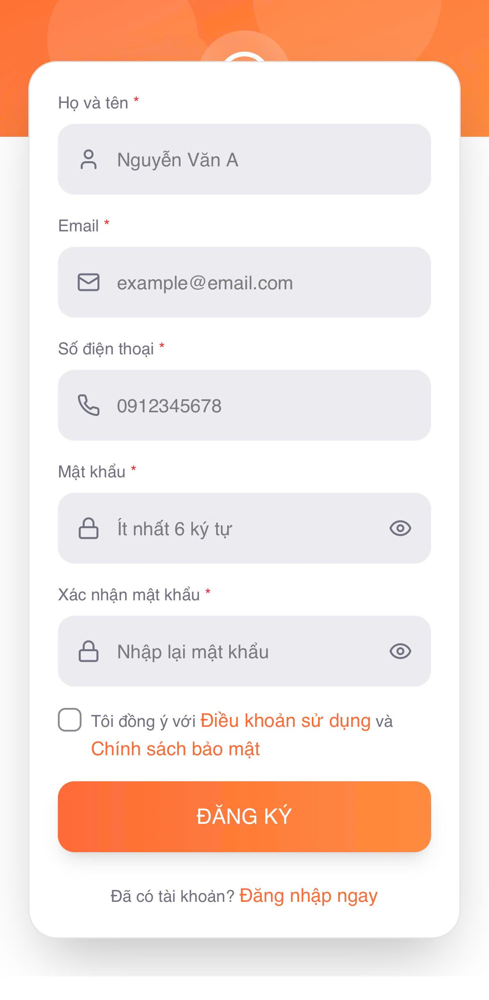 Họ và tên *
Nguyễn Văn A
Email *
example@email.com
Số điện thoại *
0912345678
Mật khẩu *
Ít nhất 6 ký tự
Xác nhận mật khẩu *
Nhập lại mật khẩu
Tôi đồng ý với Điều khoản sử dụng và
Chính sách bảo mật
ĐĂNG KÝ
Đã có tài khoản? Đăng nhập ngay